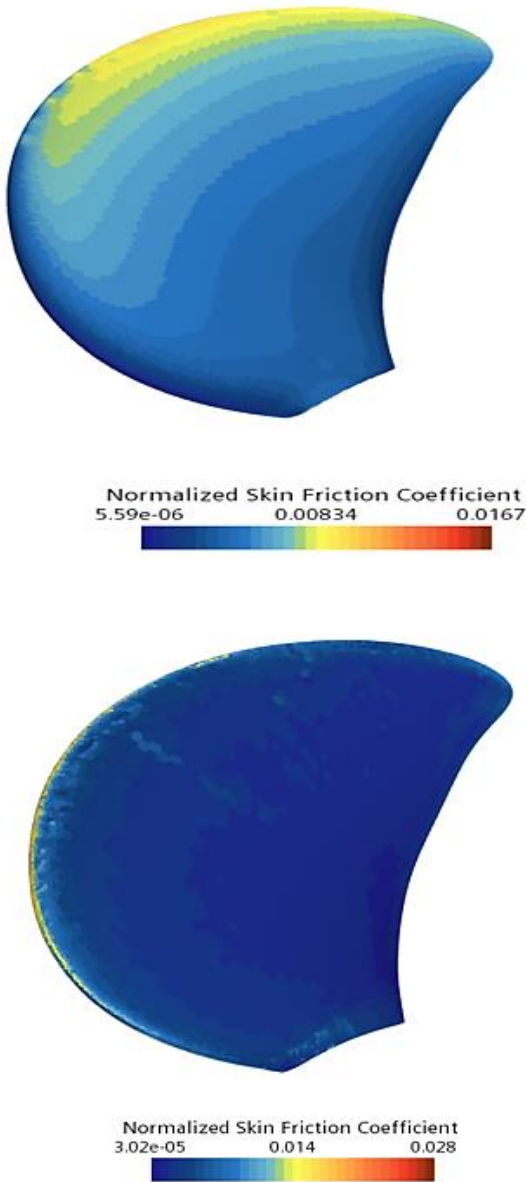 Normalized Skin Friction Coefficient
5.59e-06 0.00834 0.0167
Normalized Skin Friction Coefficient
3.02e-05 0.014 0.028